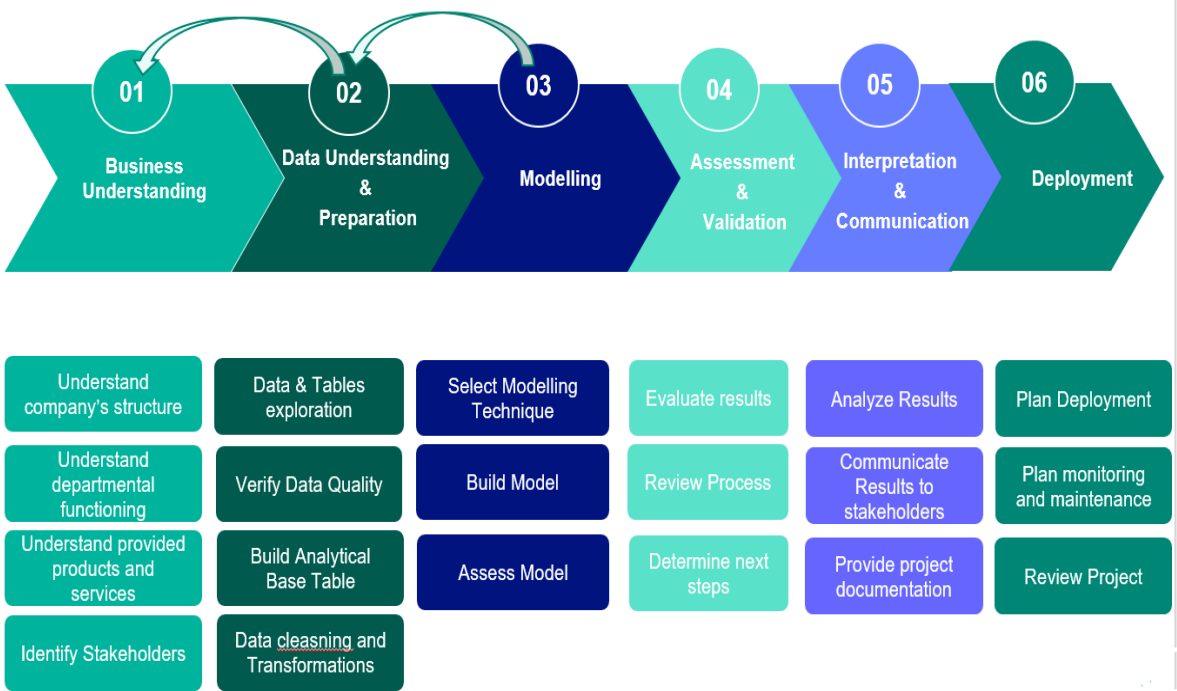 01
Business
Understanding
02
Data Understanding
&
Preparation
03
Modelling
04
Assessment
&
Validation
05
Interpretation
&
Communication
06
Deployment
Understand
company's structure
Understand
departmental
functioning
Understand provided
products and
services
Identify Stakeholders
Data & Tables
exploration
Verify Data Quality
Build Analytical
Base Table
Data cleasning and
Transformations
Select Modelling
Technique
Build Model
Assess Model
Evaluate results
Review Process
Determine next
steps
Analyze Results
Communicate
Results to
stakeholders
Provide project
documentation
Plan Deployment
Plan monitoring
and maintenance
Review Project